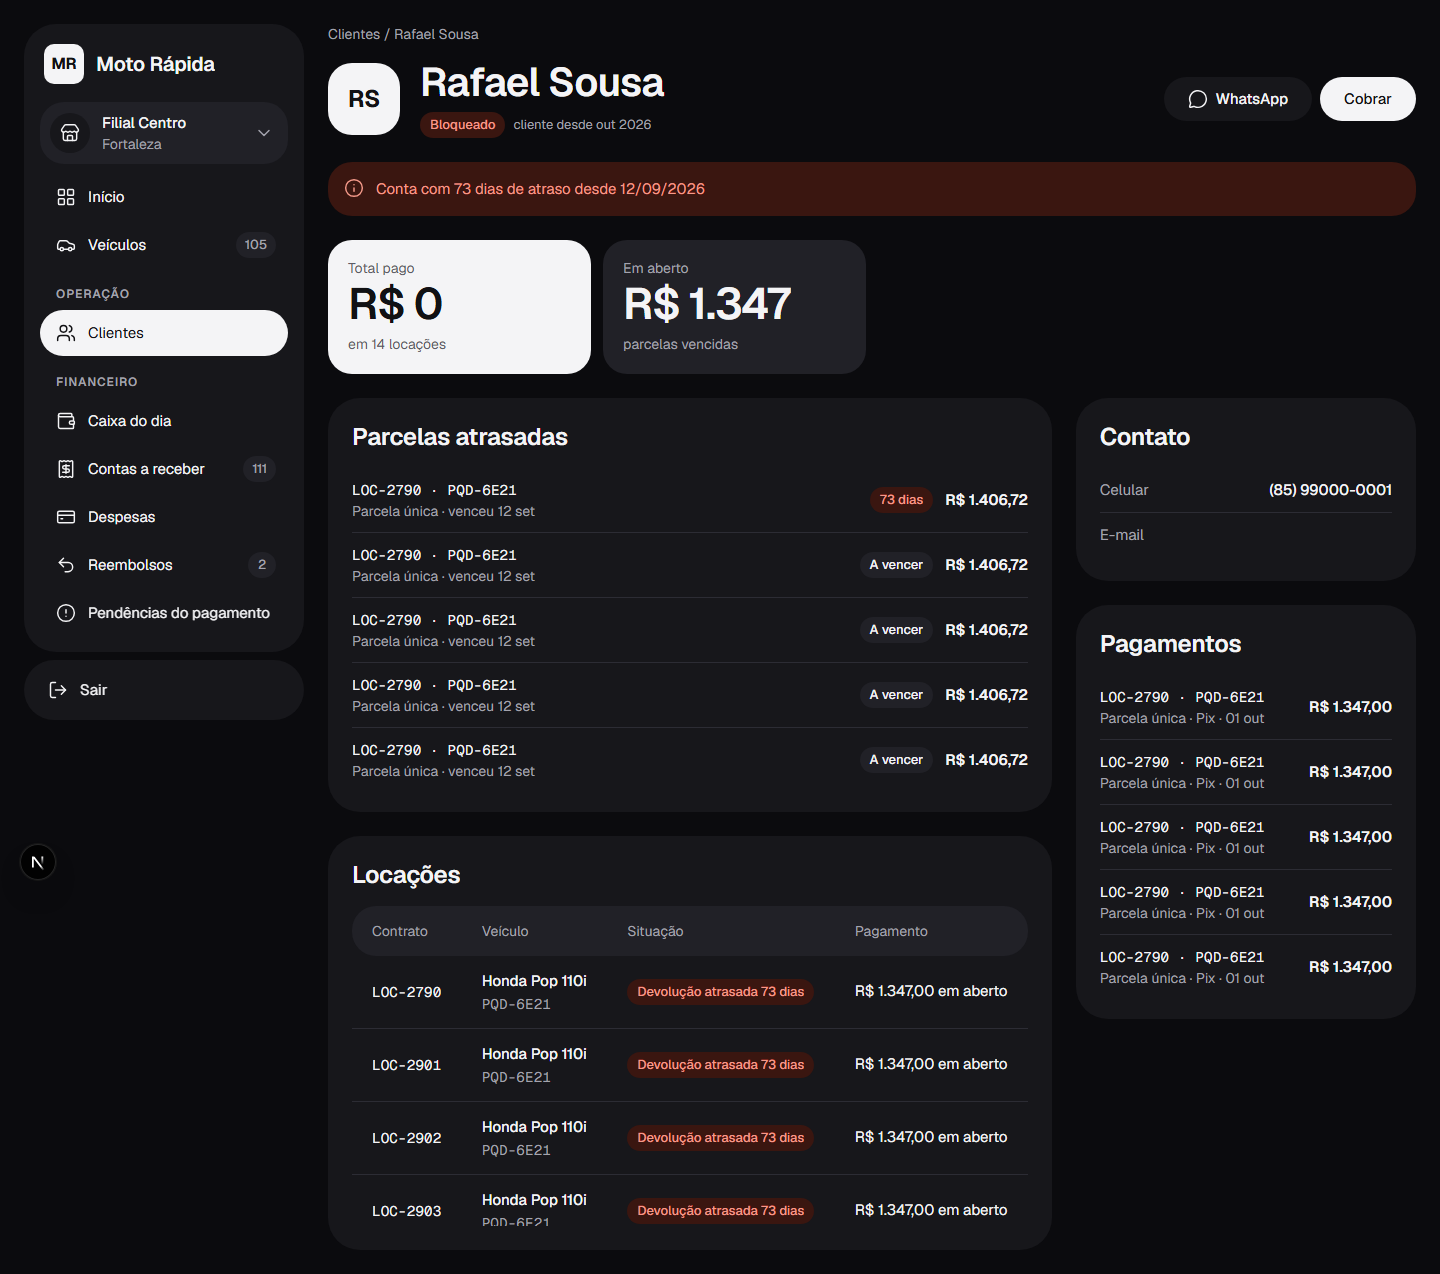 MR Moto Rápida
Filial Centro
Fortaleza
Início
Veículos 105
OPERAÇÃO
Clientes
FINANCEIRO
Caixa do dia
Contas a receber 111
Despesas
Reembolsos 2
Pendências do pagamento
Sair
N
Clientes / Rafael Sousa
RS
Rafael Sousa
Bloqueado cliente desde out 2026
WhatsApp
Cobrar
Conta com 73 dias de atraso desde 12/09/2026
Total pago
R$ 0
em 14 locações
Em aberto
R$ 1.347
parcelas vencidas
Parcelas atrasadas
LOC-2790 · PQD-6E21
Parcela única · venceu 12 set
73 dias R$ 1.406,72
LOC-2790 · PQD-6E21
Parcela única · venceu 12 set
A vencer R$ 1.406,72
LOC-2790 · PQD-6E21
Parcela única · venceu 12 set
A vencer R$ 1.406,72
LOC-2790 · PQD-6E21
Parcela única · venceu 12 set
A vencer R$ 1.406,72
LOC-2790 · PQD-6E21
Parcela única · venceu 12 set
A vencer R$ 1.406,72
Locações
Contrato Veículo Situação Pagamento
LOC-2790 Honda Pop 110i Devolução atrasada 73 dias R$ 1.347,00 em aberto
PQD-6E21
LOC-2901 Honda Pop 110i Devolução atrasada 73 dias R$ 1.347,00 em aberto
PQD-6E21
LOC-2902 Honda Pop 110i Devolução atrasada 73 dias R$ 1.347,00 em aberto
PQD-6E21
LOC-2903 Honda Pop 110i Devolução atrasada 73 dias R$ 1.347,00 em aberto
PQD-6E21
Contato
Celular (85) 99000-0001
E-mail
Pagamentos
LOC-2790 · PQD-6E21
Parcela única · Pix · 01 out
R$ 1.347,00
LOC-2790 · PQD-6E21
Parcela única · Pix · 01 out
R$ 1.347,00
LOC-2790 · PQD-6E21
Parcela única · Pix · 01 out
R$ 1.347,00
LOC-2790 · PQD-6E21
Parcela única · Pix · 01 out
R$ 1.347,00
LOC-2790 · PQD-6E21
Parcela única · Pix · 01 out
R$ 1.347,00